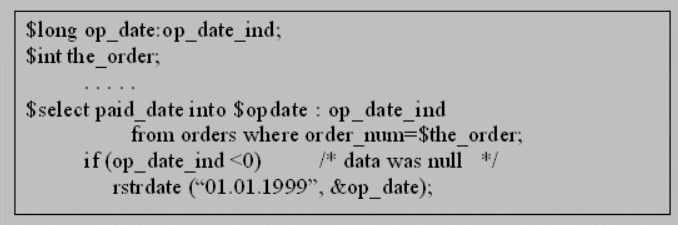 $long op_date:op_date_ind;
$int the_order;
. . . . .
$select paid_date into $opdate : op_date_ind
from orders where order_num=$the_order;
if (op_date_ind <0) /* data was null */
rstrdate (“01.01.1999”, &op_date);